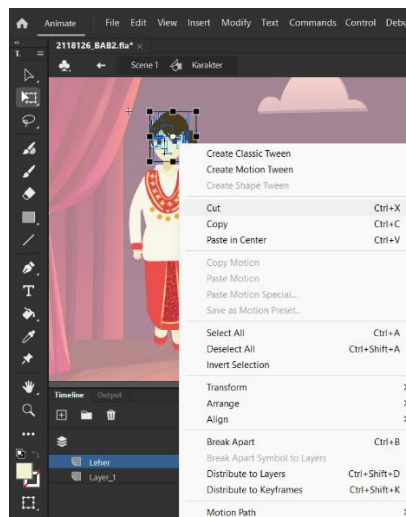 Animate File Edit View Insert Modify Text Commands Control Debu
2118126_BAB2.fla*
Scene 1 Karakter
Create Classic Tween
Create Motion Tween
Create Shape Tween
Cut Ctrl+X
Copy Ctrl+C
Paste in Center Ctrl+V
Copy Motion
Paste Motion
Paste Motion Special...
Save as Motion Preset...
Select All Ctrl+A
Deselect All Ctrl+Shift+A
Invert Selection
Transform
Arrange
Align
Break Apart Ctrl+B
Break Apart Symbol to Layers
Distribute to Layers Ctrl+Shift+D
Distribute to Keyframes Ctrl+Shift+K
Motion Path
Timeline Output
Leher
Layer_1